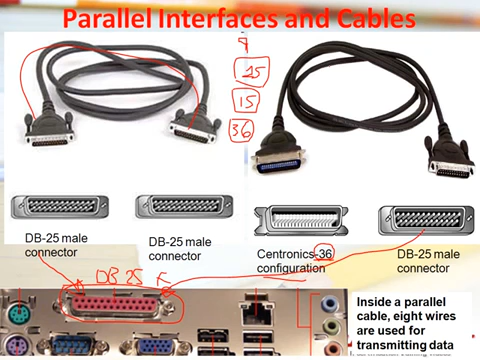 Parallel Interfaces and Cables
9
25
15
36
DB-25 male
connector
DB-25 male
connector
Centronics-36
configuration
DB-25 male
connector
DB 25 F
Inside a parallel
cable, eight wires
are used for
transmitting data